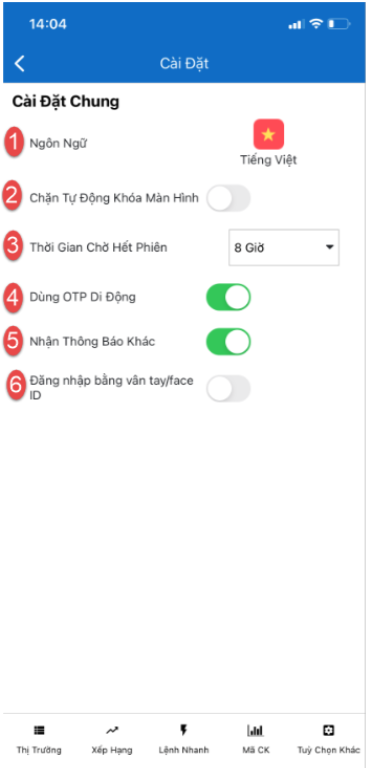 14:04
Cài Đặt
Cài Đặt Chung
1 Ngôn Ngữ
Tiếng Việt
2 Chặn Tự Động Khóa Màn Hình
3 Thời Gian Chờ Hết Phiên 8 Giờ
4 Dùng OTP Di Động
5 Nhận Thông Báo Khác
6 Đăng nhập bằng vân tay/face
ID
Thị Trường Xếp Hạng Lệnh Nhanh Mã CK Tuỳ Chọn Khác